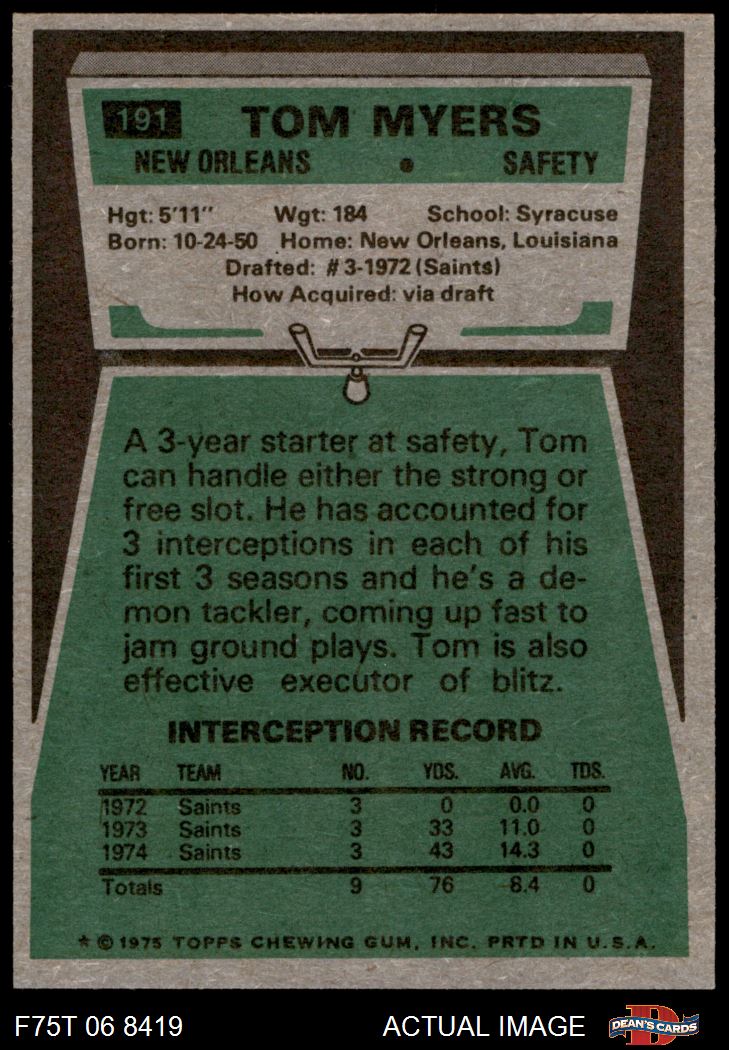 191 TOM MYERS
NEW ORLEANS • SAFETY
Hgt: 5'11" Wgt: 184 School: Syracuse
Born: 10-24-50 Home: New Orleans, Louisiana
Drafted: #3-1972 (Saints)
How Acquired: via draft
A 3-year starter at safety, Tom
can handle either the strong or
free slot. He has accounted for
3 interceptions in each of his
first 3 seasons and he's a de-
mon tackler, coming up fast to
jam ground plays. Tom is also
effective executor of blitz.
INTERCEPTION RECORD
YEAR TEAM NO. YDS. AVG. TDS.
1972 Saints 3 0 0.0 0
1973 Saints 3 33 11.0 0
1974 Saints 3 43 14.3 0
Totals 9 76 8.4 0
* © 1975 TOPPS CHEWING GUM, INC. PRTD IN U.S.A.
F75T 06 8419 ACTUAL IMAGE D DEAN'S CARDS